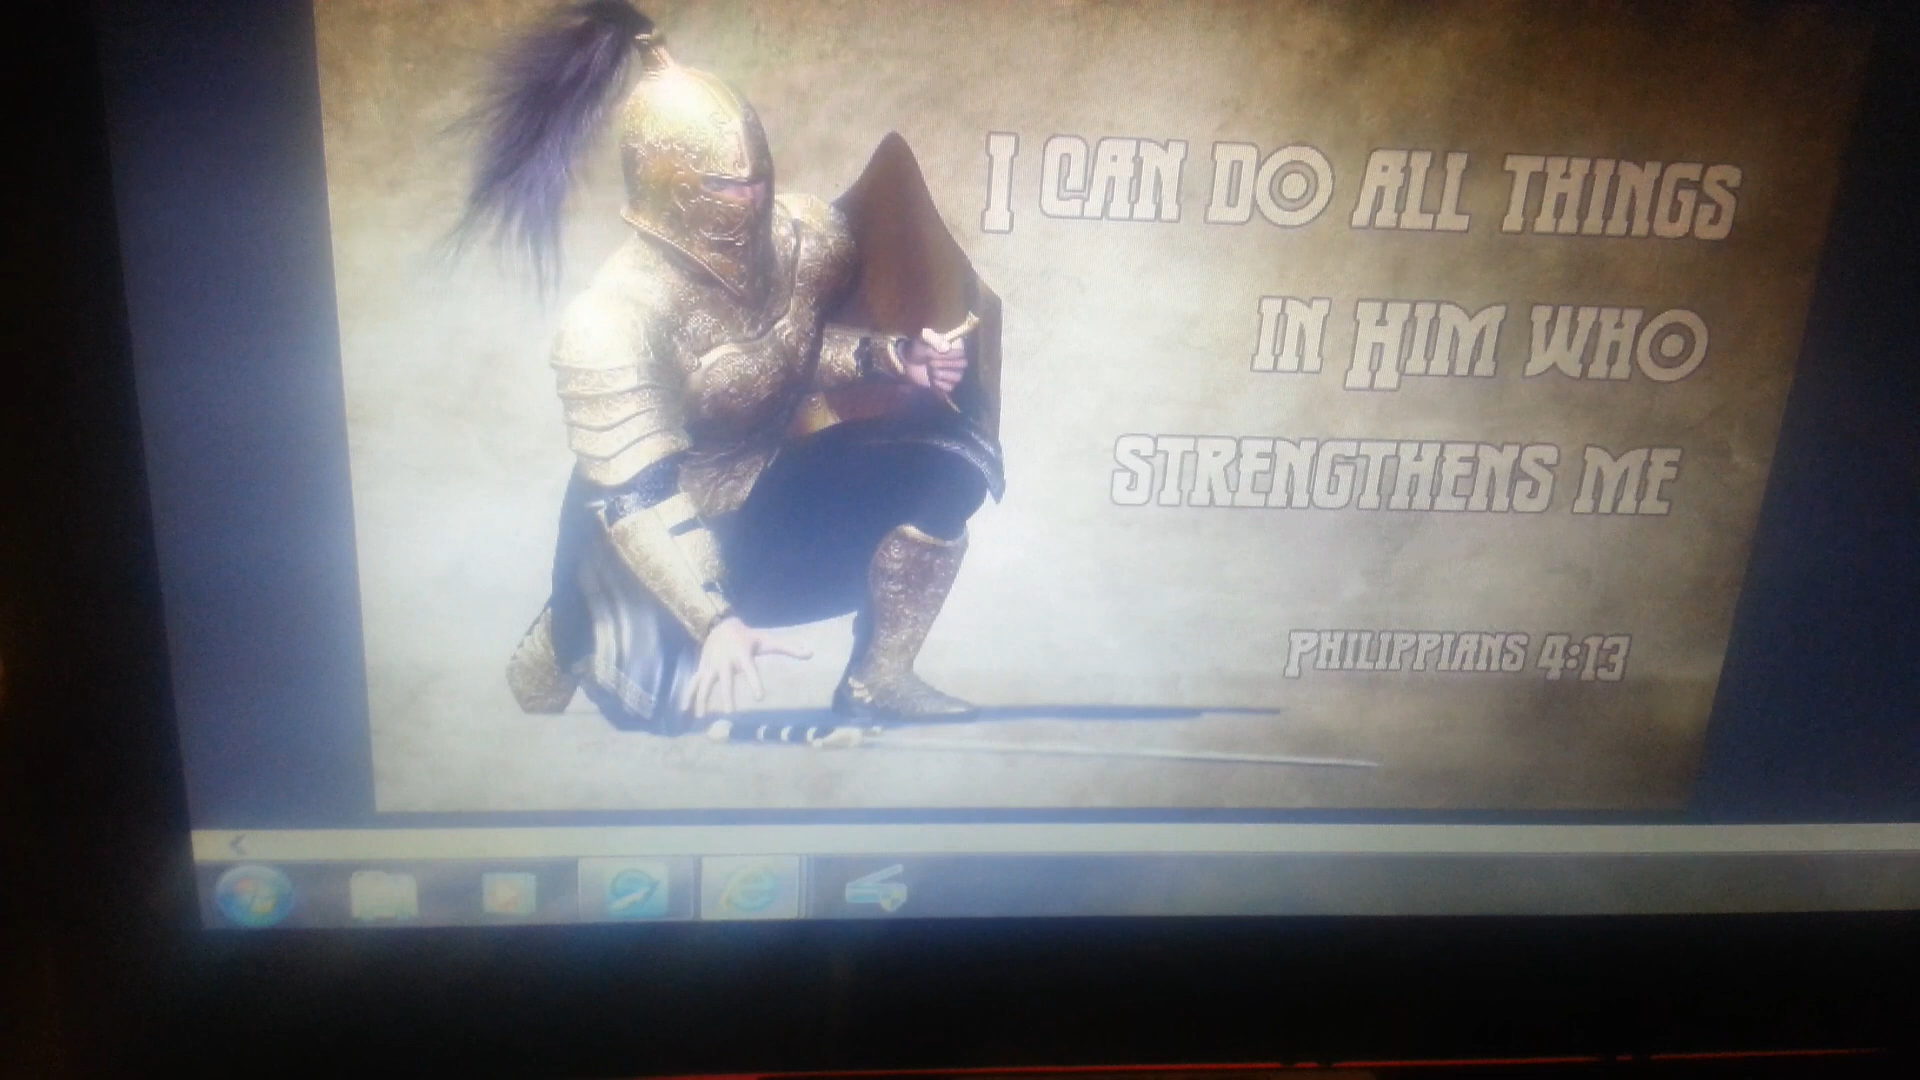 I CAN DO ALL THINGS
IN HIM WHO
STRENGTHENS ME
PHILIPPIANS 4:13